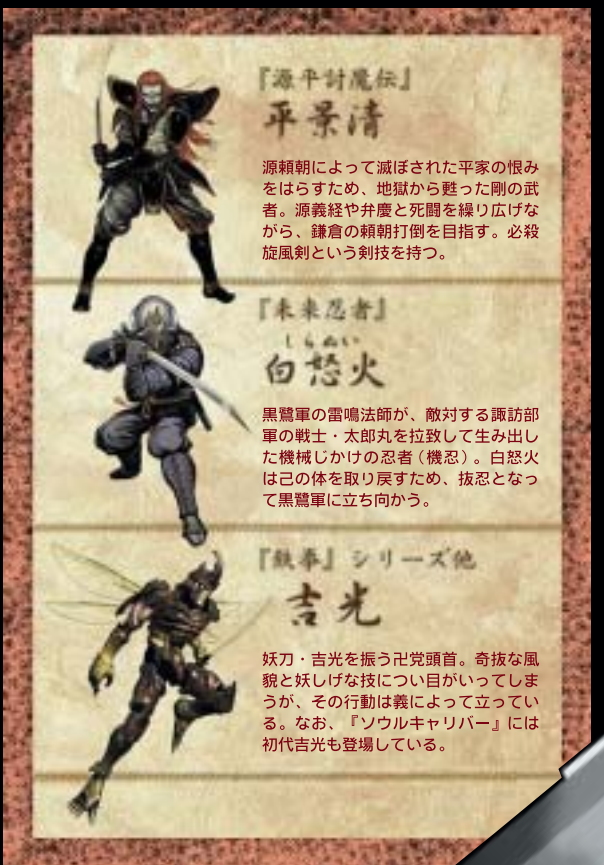 『源平討魔伝』
平景清
源頼朝によって滅ぼされた平家の恨み
をはらすため、地獄から甦った剛の武
者。源義経や弁慶と死闘を繰り広げな
がら、鎌倉の頼朝打倒を目指す。必殺
旋風剣という剣技を持つ。
『未来忍者』
しらぬい
白怒火
黒鷺軍の雷鳴法師が、敵対する諏訪部
軍の戦士・太郎丸を拉致して生み出し
た機械じかけの忍者（機忍）。白怒火
は己の体を取り戻すため、抜忍となっ
て黒鷺軍に立ち向かう。
『鉄拳』シリーズ他
吉光
妖刀・吉光を振う卍党頭首。奇抜な風
貌と妖しげな技につい目がいってしま
うが、その行動は義によって立ってい
る。なお、『ソウルキャリバー』には
初代吉光も登場している。